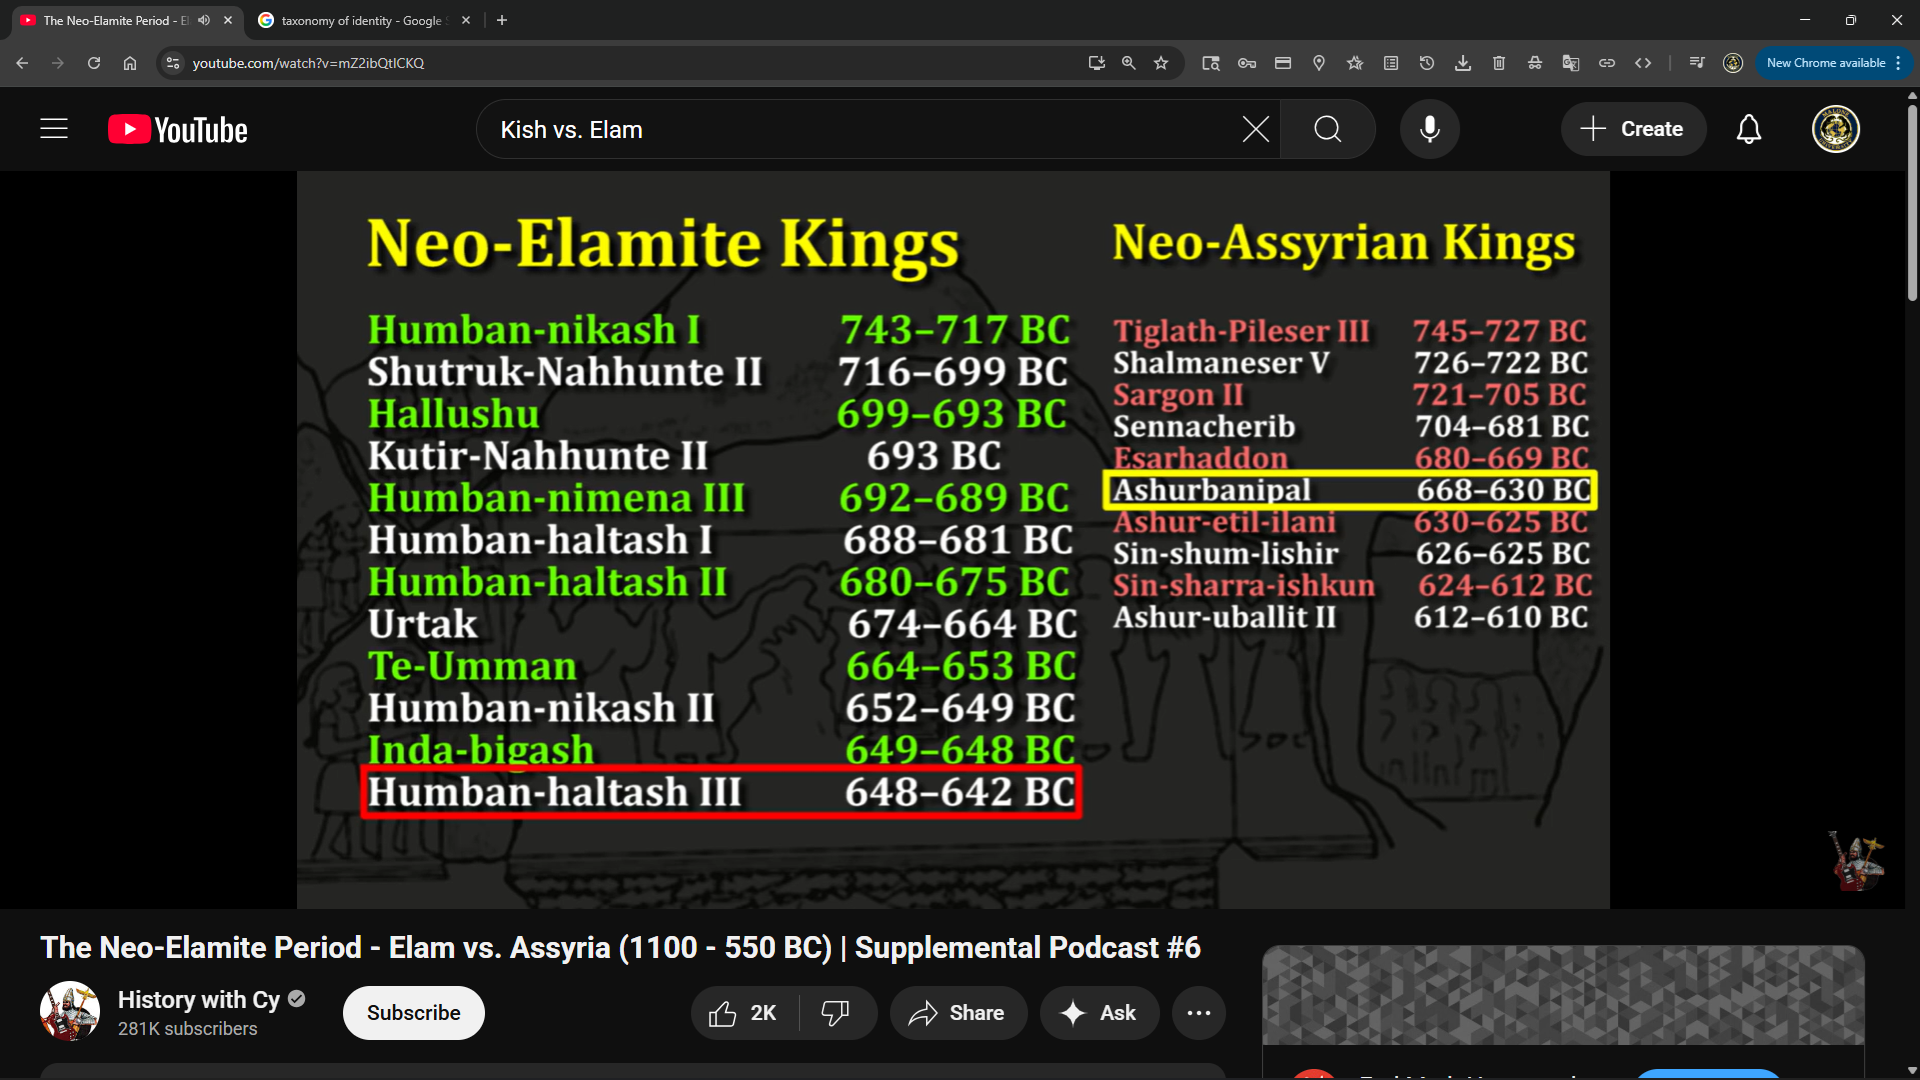 The Neo-Elamite Period - El
taxonomy of identity - Google S
youtube.com/watch?v=mZ2ibQtICKQ
New Chrome available
YouTube
Kish vs. Elam
Create
Neo-Elamite Kings
Humban-nikash I 743–717 BC
Shutruk-Nahhunte II 716–699 BC
Hallushu 699–693 BC
Kutir-Nahhunte II 693 BC
Humban-nimena III 692–689 BC
Humban-haltash I 688–681 BC
Humban-haltash II 680–675 BC
Urtak 674–664 BC
Te-Umman 664–653 BC
Humban-nikash II 652–649 BC
Inda-bigash 649–648 BC
Humban-haltash III 648–642 BC
Neo-Assyrian Kings
Tiglath-Pileser III 745–727 BC
Shalmaneser V 726–722 BC
Sargon II 721–705 BC
Sennacherib 704–681 BC
Esarhaddon 680–669 BC
Ashurbanipal 668–630 BC
Ashur-etil-ilani 630–625 BC
Sin-shum-lishir 626–625 BC
Sin-sharra-ishkun 624–612 BC
Ashur-uballit II 612–610 BC
The Neo-Elamite Period - Elam vs. Assyria (1100 - 550 BC) | Supplemental Podcast #6
History with Cy
281K subscribers
Subscribe
2K
Share
Ask